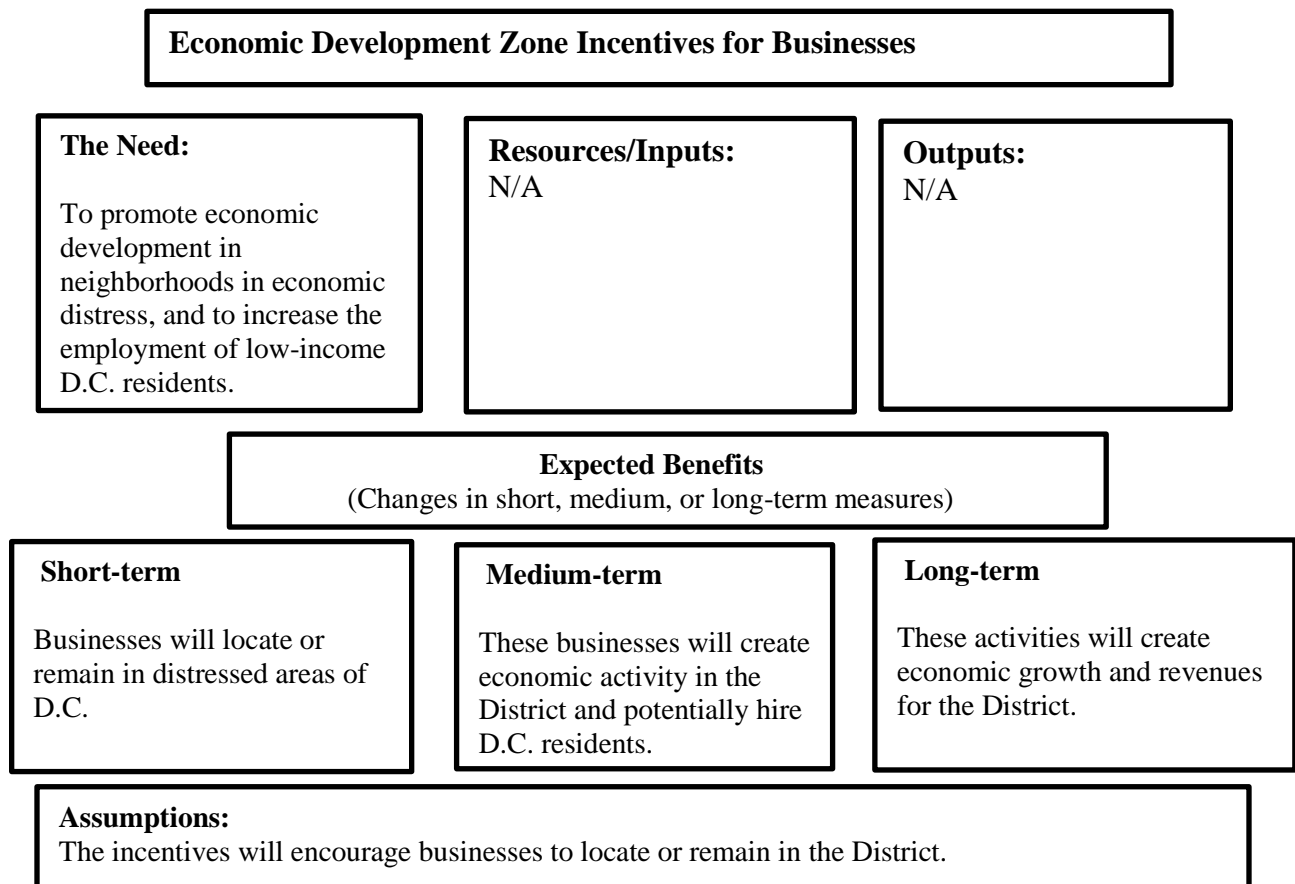 Economic Development Zone Incentives for Businesses
The Need:
To promote economic
development in
neighborhoods in economic
distress, and to increase the
employment of low-income
D.C. residents.
Resources/Inputs:
N/A
Outputs:
N/A
Expected Benefits
(Changes in short, medium, or long-term measures)
Short-term
Businesses will locate or
remain in distressed areas of
D.C.
Medium-term
These businesses will create
economic activity in the
District and potentially hire
D.C. residents.
Long-term
These activities will create
economic growth and revenues
for the District.
Assumptions:
The incentives will encourage businesses to locate or remain in the District.